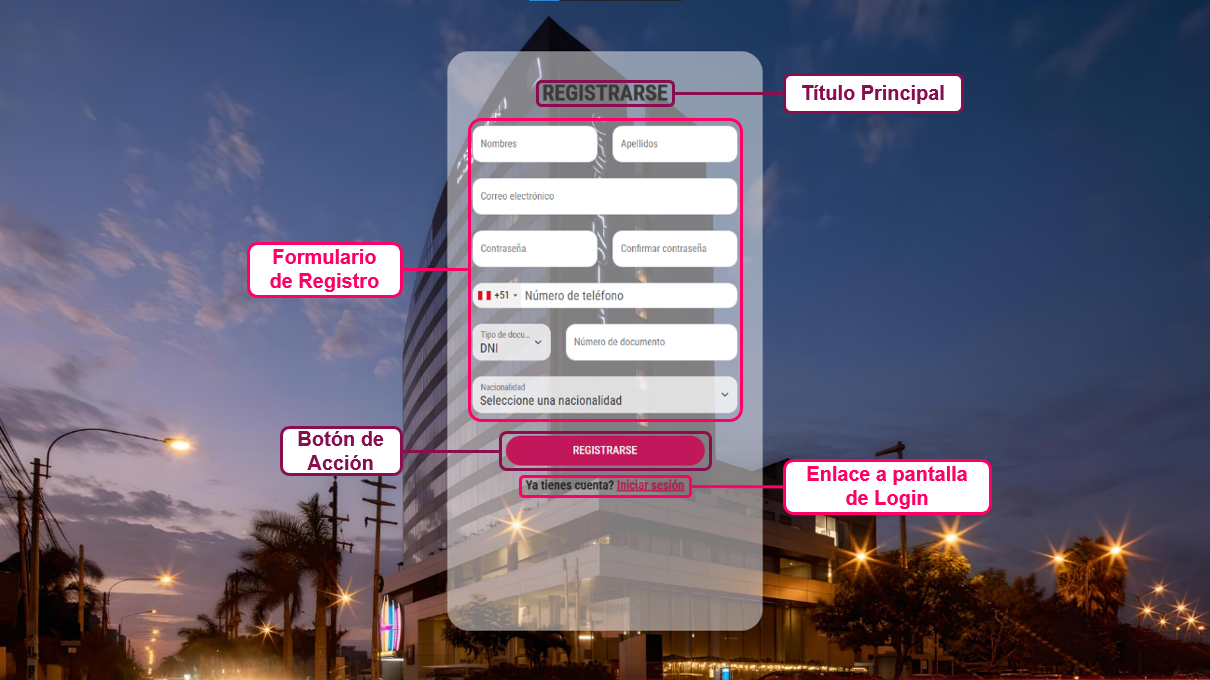 REGISTRARSE
Título Principal
Nombres
Apellidos
Correo electrónico
Formulario
de Registro
Contraseña
Confirmar contraseña
+51
Número de teléfono
Tipo de docu...
DNI
Número de documento
Nacionalidad
Seleccione una nacionalidad
Botón de
Acción
REGISTRARSE
Enlace a pantalla
de Login
Ya tienes cuenta? Iniciar sesión